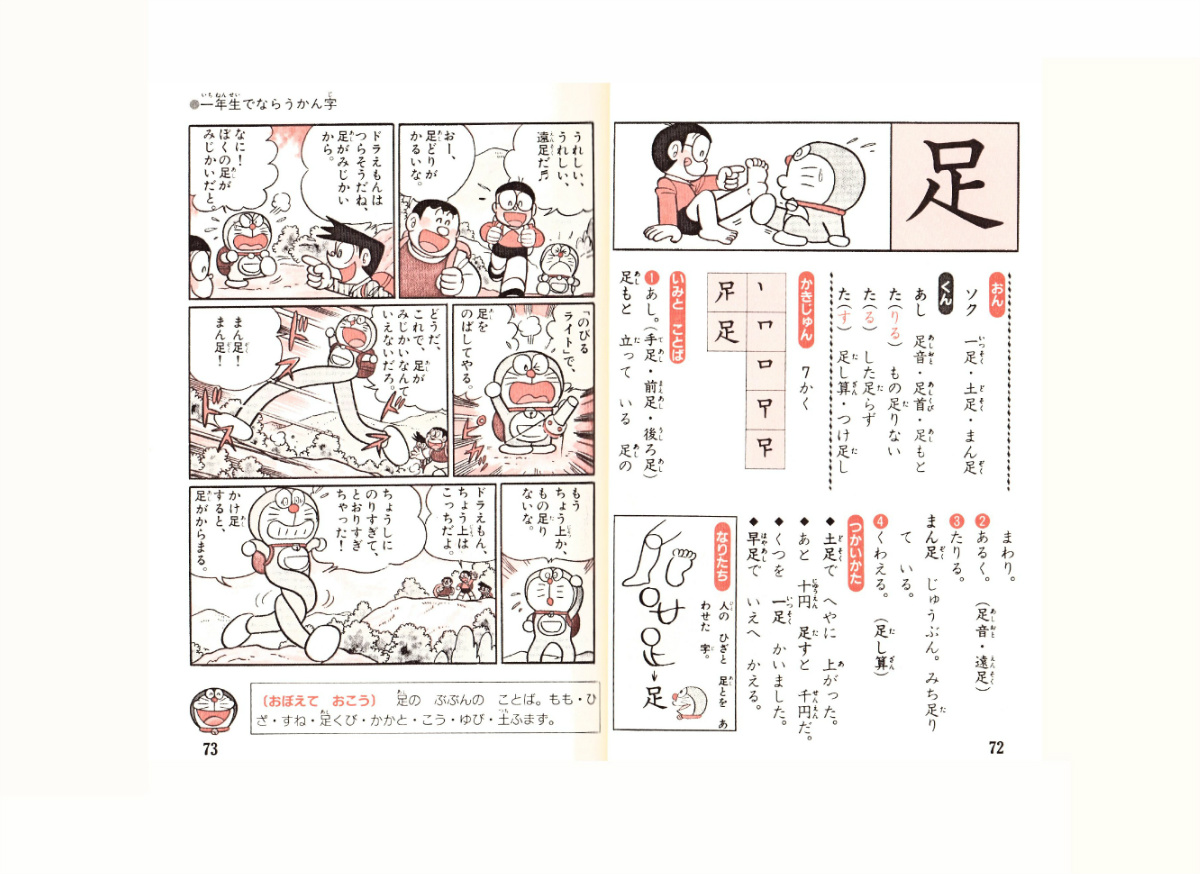 足
おん
ソク 一足・土足・まん足
くん
あし 足音・足首・足もと
た(りる) もの足りない
た(る) した足らず
た(す) 足し算・つけ足し
かきじゅん 7かく
いみと ことば
❶あし。(手足・前足・後ろ足)
足もと 立って いる 足の
まわり。
❷あるく。(足音・遠足)
❸たりる。
まん足 じゅうぶん。みち足り
て いる。
❹くわえる。(足し算)
つかいかた
◆土足で へやに 上がった。
◆あと 十円 足すと 千円だ。
◆くつを 一足 かいました。
◆早足で いえへ かえる。
なりたち
人の ひざと 足とを あ
わせた 字。
足
72
●一年生でならうかん字
うれしい、
うれしい、
遠足だ♬
おー、
足どりが
かるいな。
ドラえもんは
つらそうだね、
足がみじかい
から。
なに!
ぼくの足が
みじかいだと。
「のびる
ライト」で、
足を
のばしてやる。
どうだ、
これで、足が
みじかいなんて
いえないだろ。
まん足!
まん足!
もう
ちょう上か、
もの足り
ないな。
ドラえもん、
ちょう上は
こっちだよ。
ちょうしに
のりすぎて、
とおりすぎ
ちゃった!
かけ足
すると、
足がからまる。
(おぼえて おこう) 足の ぶぶんの ことば。もも・ひ
ざ・すね・足くび・かかと・こう・ゆび・土ふまず。
73